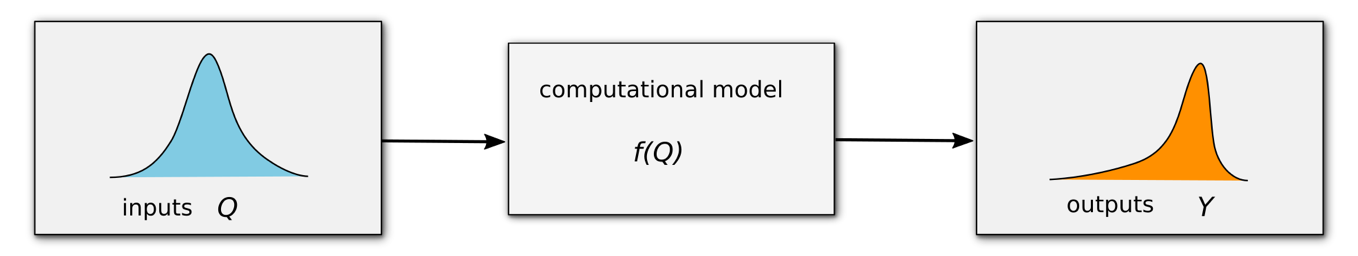 inputs Q
computational model
f(Q)
outputs Y